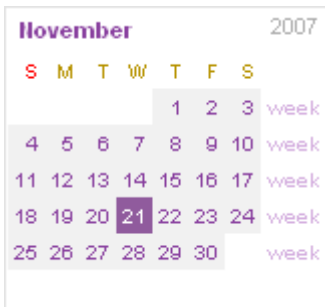 November 2007
S M T W T F S
1 2 3 week
4 5 6 7 8 9 10 week
11 12 13 14 15 16 17 week
18 19 20 21 22 23 24 week
25 26 27 28 29 30 week